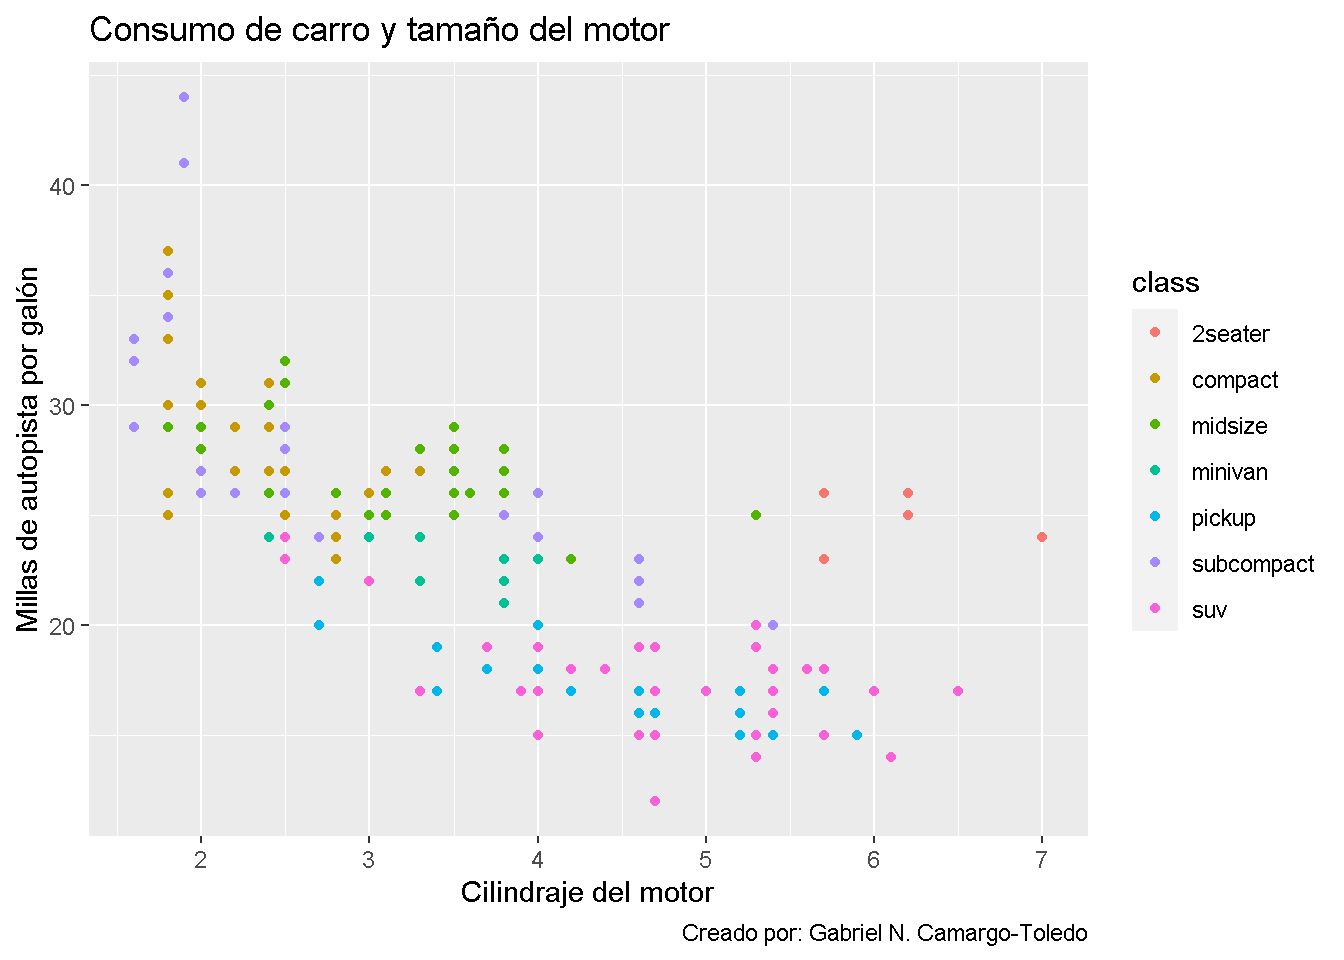 Consumo de carro y tamaño del motor
Millas de autopista por galón
40
30
20
2 3 4 5 6 7
Cilindraje del motor
class
2seater
compact
midsize
minivan
pickup
subcompact
suv
Creado por: Gabriel N. Camargo-Toledo